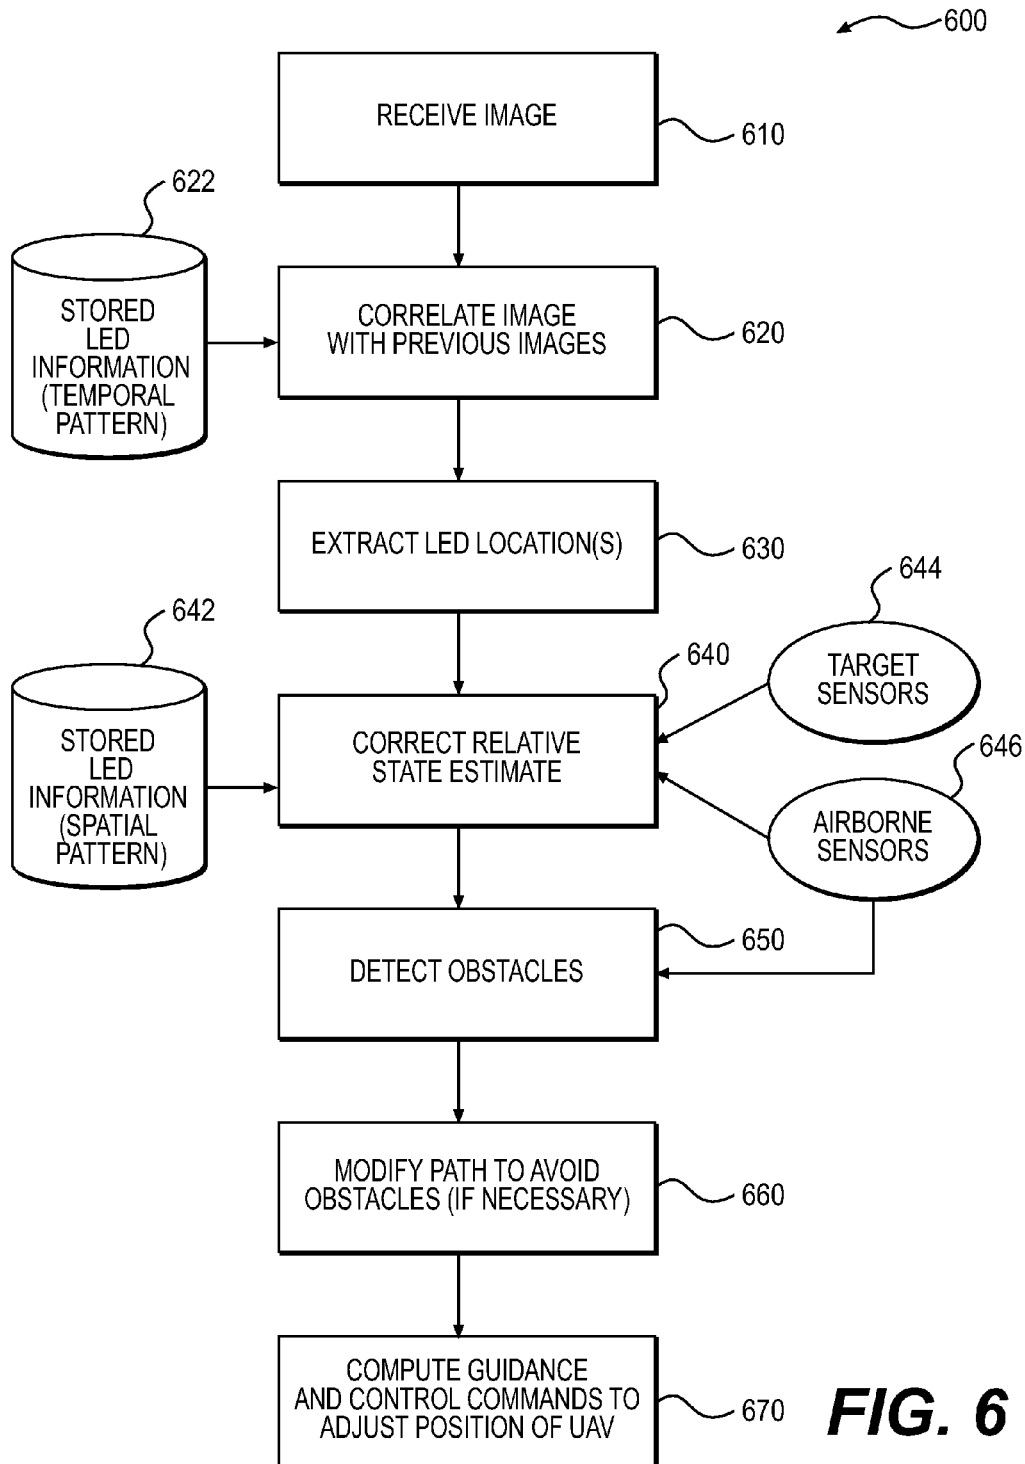 600
RECEIVE IMAGE
610
622
STORED
LED
INFORMATION
(TEMPORAL
PATTERN)
CORRELATE IMAGE
WITH PREVIOUS IMAGES
620
EXTRACT LED LOCATION(S)
630
642
STORED
LED
INFORMATION
(SPATIAL
PATTERN)
640
CORRECT RELATIVE
STATE ESTIMATE
644
TARGET
SENSORS
646
AIRBORNE
SENSORS
650
DETECT OBSTACLES
MODIFY PATH TO AVOID
OBSTACLES (IF NECESSARY)
660
COMPUTE GUIDANCE
AND CONTROL COMMANDS TO
ADJUST POSITION OF UAV
670
FIG. 6